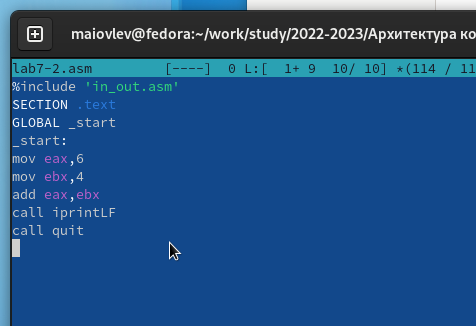 maiovlev@fedora:~/work/study/2022-2023/Архитектура ко
lab7-2.asm [----] 0 L:[ 1+ 9 10/ 10] *(114 / 11
%include 'in_out.asm'
SECTION .text
GLOBAL _start
_start:
mov eax,6
mov ebx,4
add eax,ebx
call iprintLF
call quit